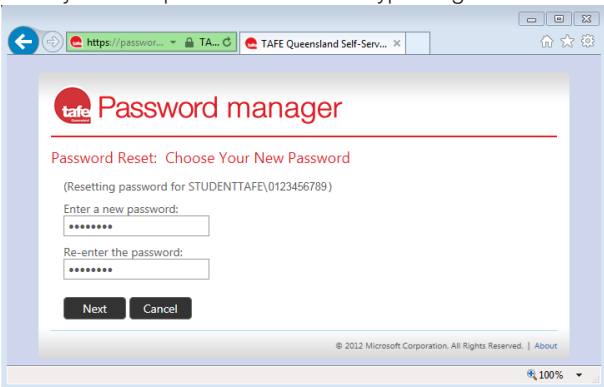 https://passwor... TA... TAFE Queensland Self-Serv...
tafe Password manager
Password Reset: Choose Your New Password
(Resetting password for STUDENTTAFE\0123456789)
Enter a new password:
••••••••
Re-enter the password:
••••••••
Next Cancel
© 2012 Microsoft Corporation. All Rights Reserved. | About
100%